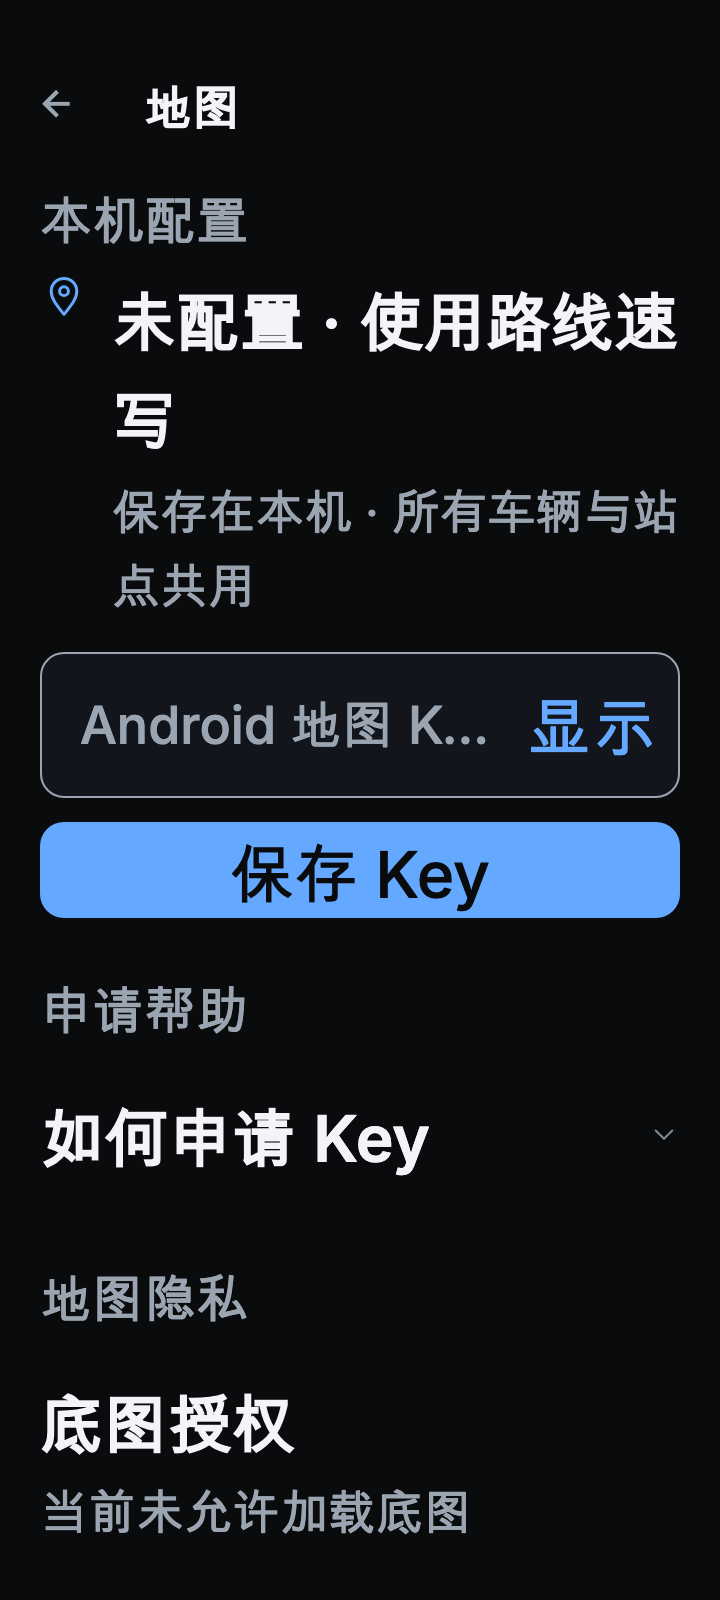 地图
本机配置
未配置 · 使用路线速
写
保存在本机 · 所有车辆与站
点共用
Android 地图 K... 显示
保存 Key
申请帮助
如何申请 Key
地图隐私
底图授权
当前未允许加载底图